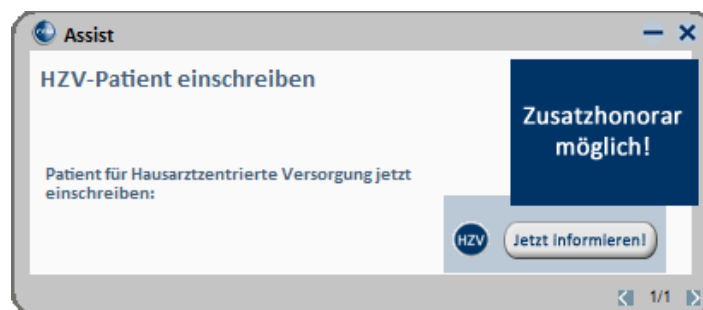 Assist
HZV-Patient einschreiben
Zusatzhonorar
möglich!
Patient für Hausarztzentrierte Versorgung jetzt
einschreiben:
HZV
Jetzt informieren!
1/1